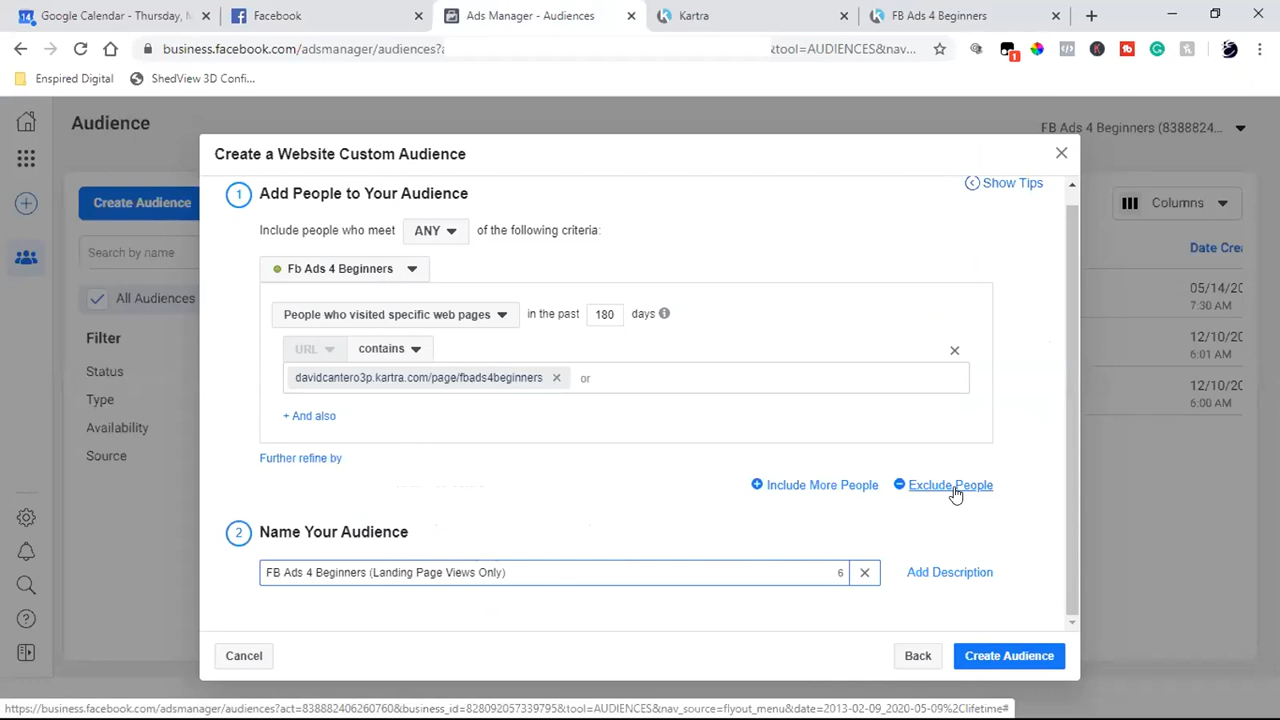 14
Google Calendar - Thursday, M
Facebook
Ads Manager - Audiences
Kartra
FB Ads 4 Beginners
business.facebook.com/adsmanager/audiences?
tool=AUDIENCES&nav...
1
Enspired Digital
ShedView 3D Confi...
Audience
FB Ads 4 Beginners (8388824...
Create Audience
Search by name
All Audiences
Filter
Status
Type
Availability
Source
Columns
Date Crea
05/14/20
7:30 AM
12/10/20
6:01 AM
12/10/20
6:00 AM
Create a Website Custom Audience
Show Tips
1 Add People to Your Audience
Include people who meet ANY of the following criteria:
Fb Ads 4 Beginners
People who visited specific web pages in the past 180 days
URL contains
davidcantero3p.kartra.com/page/fbads4beginners or
+ And also
Further refine by
Include More People Exclude People
2 Name Your Audience
FB Ads 4 Beginners (Landing Page Views Only) 6 Add Description
Cancel Back Create Audience
https://business.facebook.com/adsmanager/audiences?act=838882406260760&business_id=828092057339795&tool=AUDIENCES&nav_source=flyout_menu&date=2013-02-09_2020-05-09%2Clifetime#